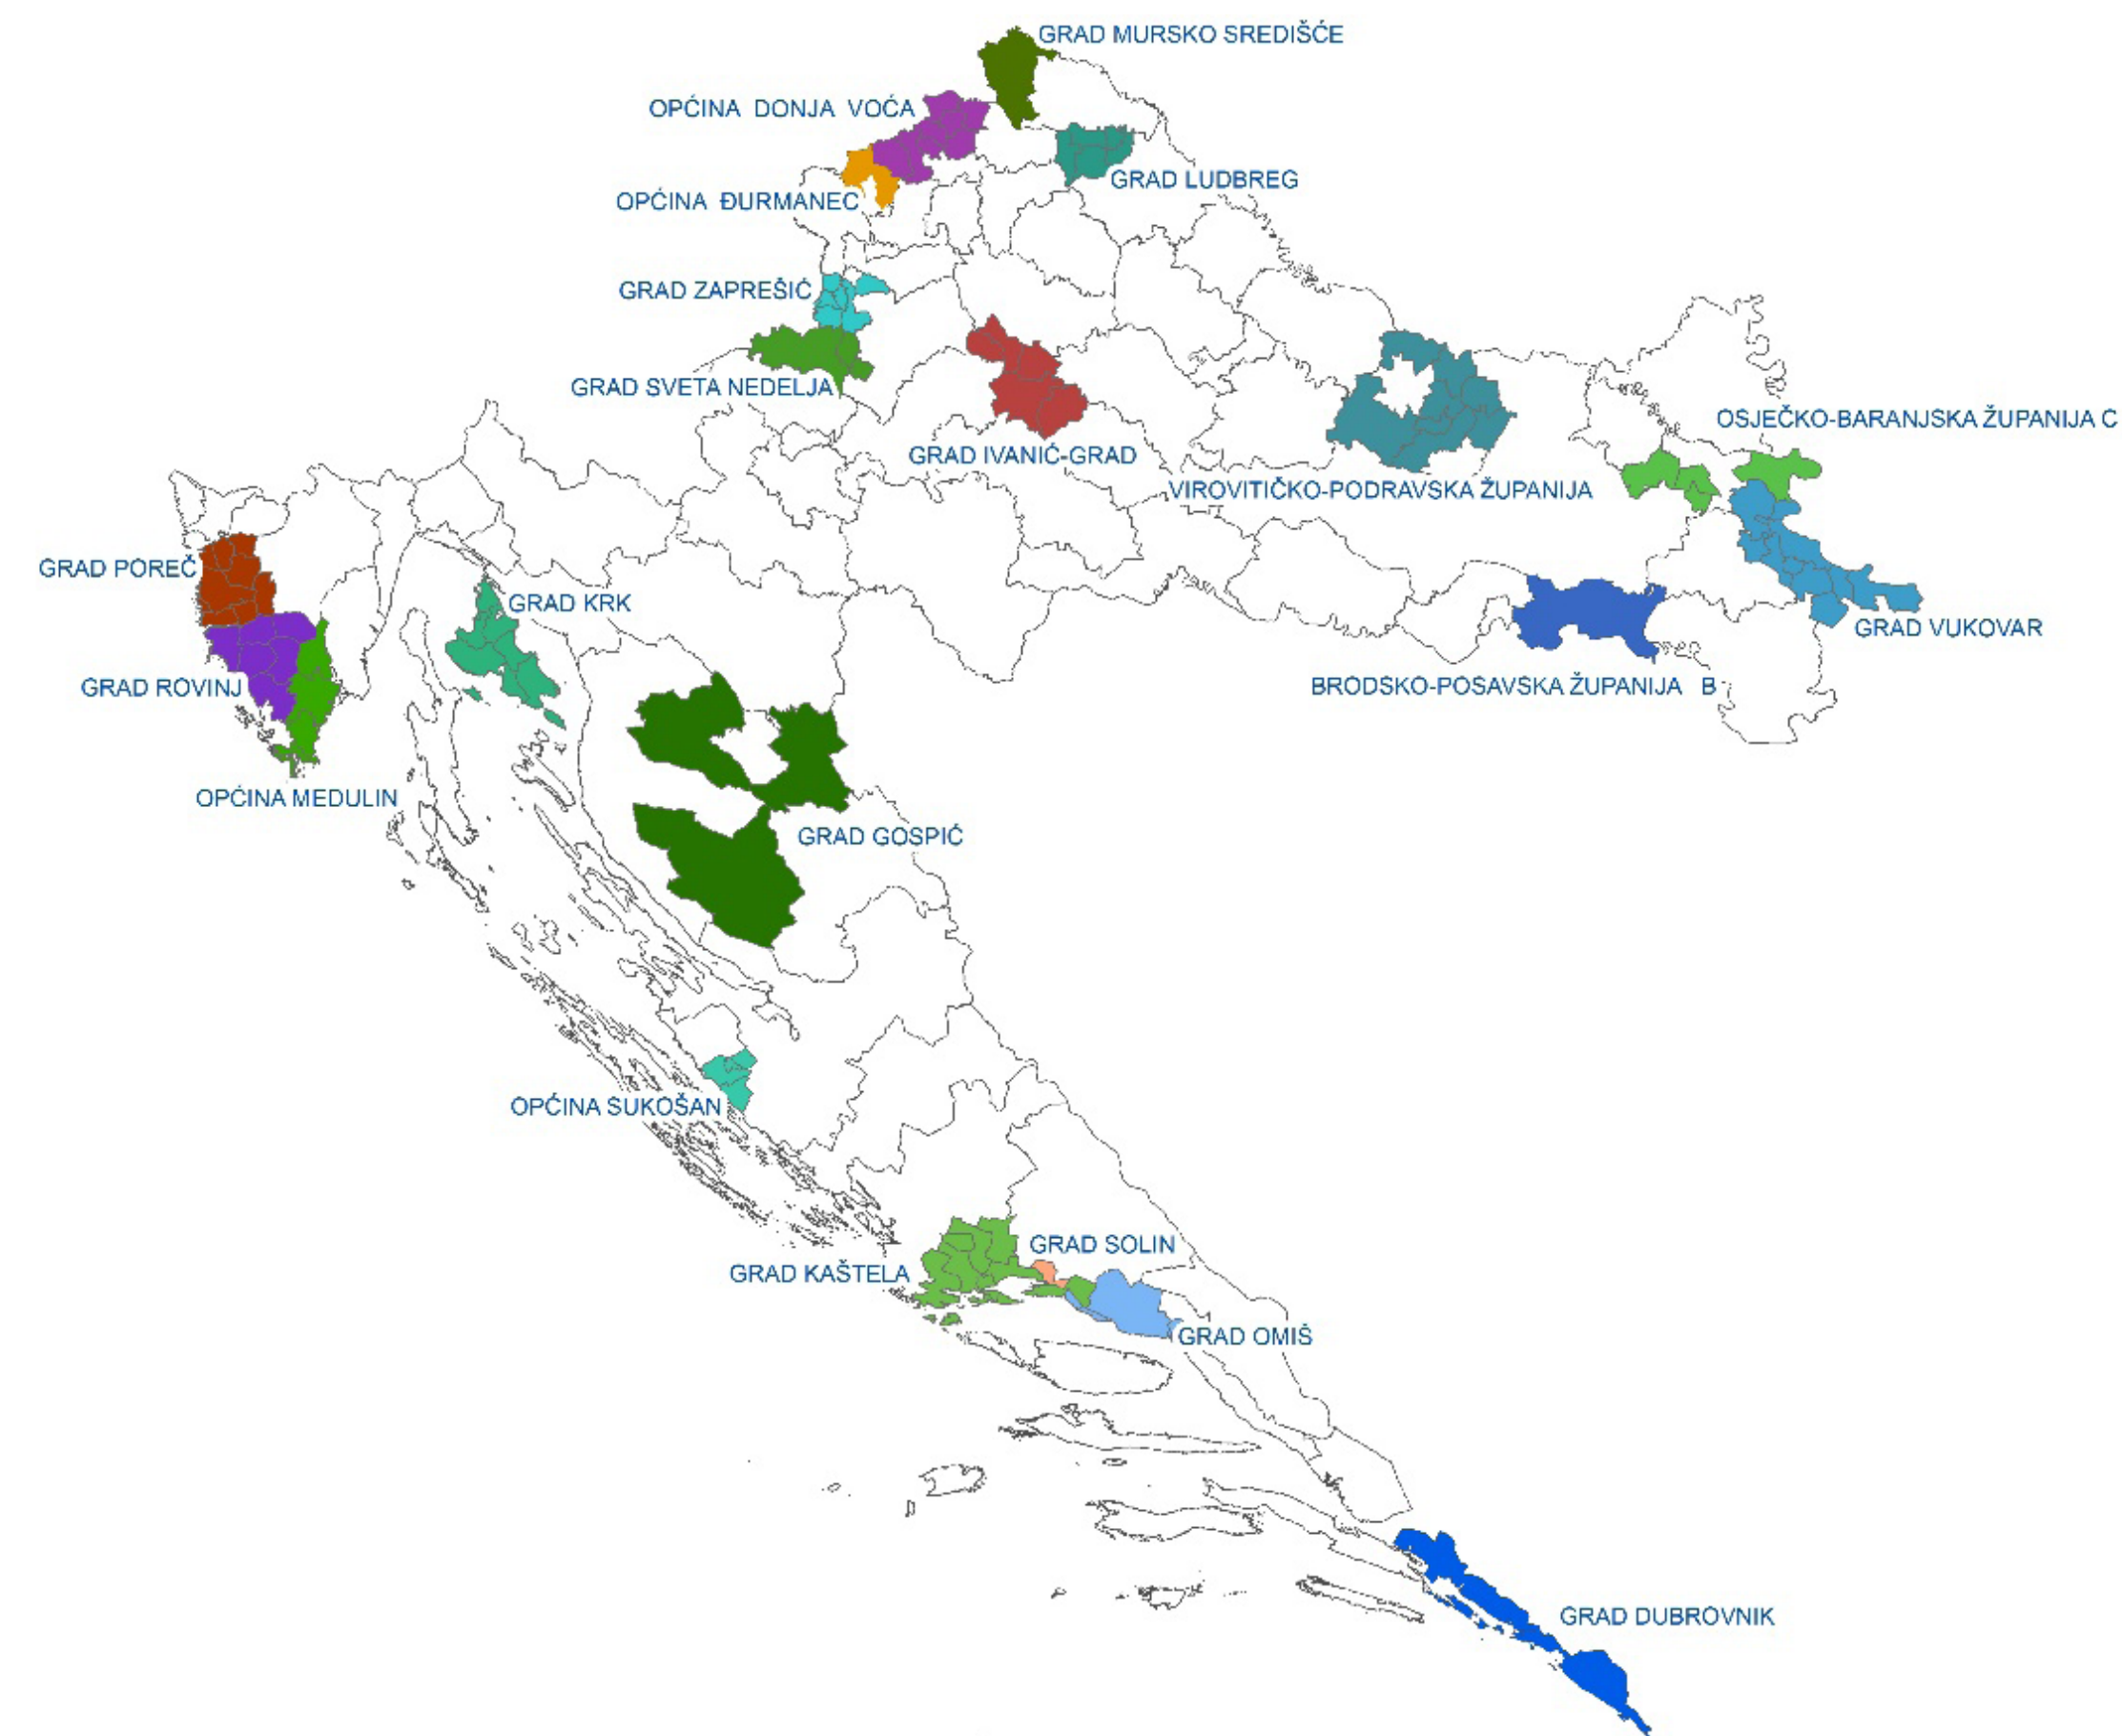 GRAD MURSKO SREDIŠĆE
OPĆINA DONJA VOĆA
GRAD LUDBREG
OPĆINA ĐURMANEC
GRAD ZAPREŠIĆ
GRAD SVETA NEDELJA
OSJEČKO-BARANJSKA ŽUPANIJA C
GRAD IVANIĆ-GRAD
VIROVITIČKO-PODRAVSKA ŽUPANIJA
GRAD POREČ
GRAD KRK
GRAD VUKOVAR
GRAD ROVINJ
BRODSKO-POSAVSKA ŽUPANIJA B
OPĆINA MEDULIN
GRAD GOSPIĆ
OPĆINA SUKOŠAN
GRAD SOLIN
GRAD KAŠTELA
GRAD OMIŠ
GRAD DUBROVNIK